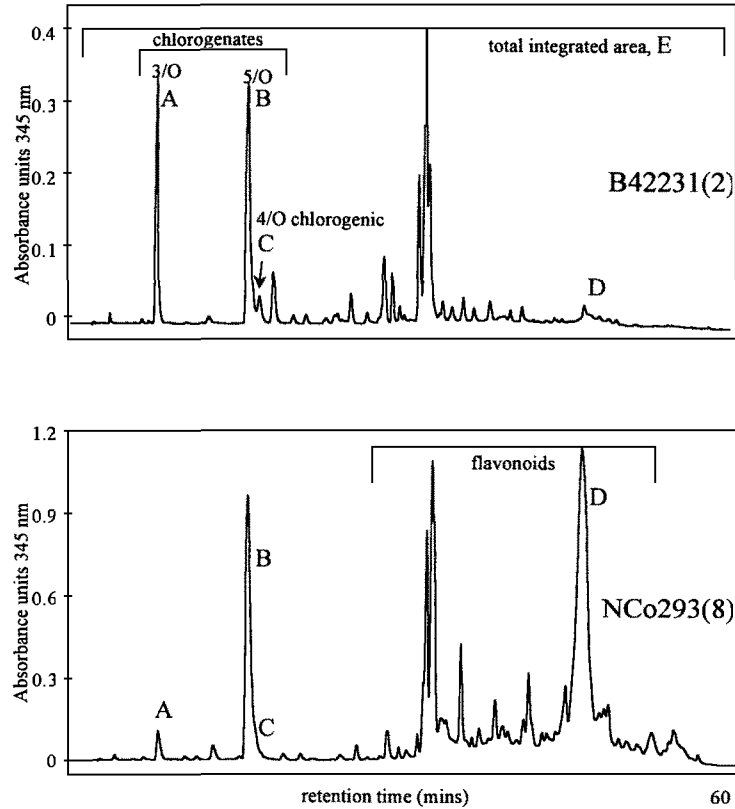 0.4
chlorogenates
total integrated area, E
3/O
5/O
A
B
0.3
Absorbance units 345 nm
0.2
B42231(2)
4/O chlorogenic
C
0.1
D
0
1.2
flavonoids
D
0.9
B
Absorbance units 345 nm
0.6
NCo293(8)
0.3
A
C
0
retention time (mins)
60